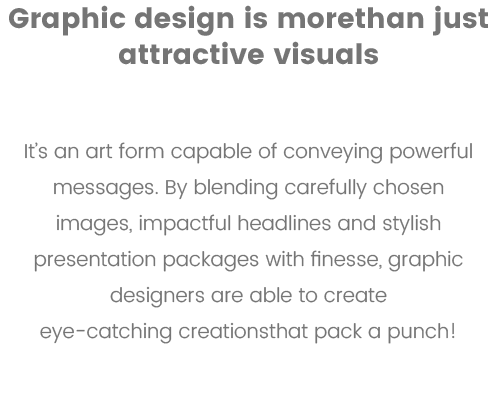 Graphic design is morethan just
attractive visuals
It's an art form capable of conveying powerful
messages. By blending carefully chosen
images, impactful headlines and stylish
presentation packages with finesse, graphic
designers are able to create
eye-catching creationsthat pack a punch!